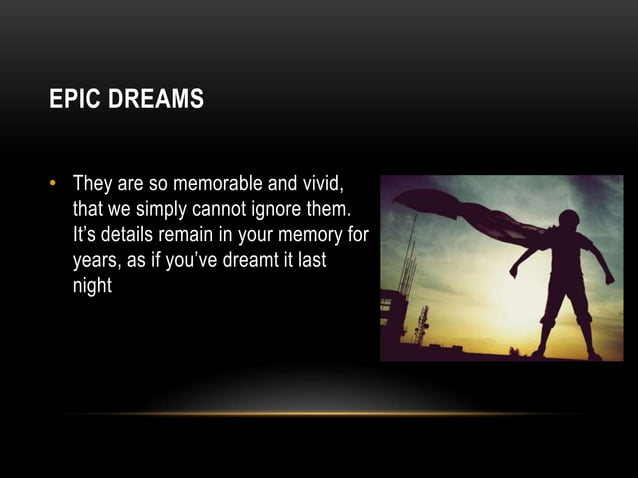 EPIC DREAMS
• They are so memorable and vivid,
that we simply cannot ignore them.
It’s details remain in your memory for
years, as if you’ve dreamt it last
night